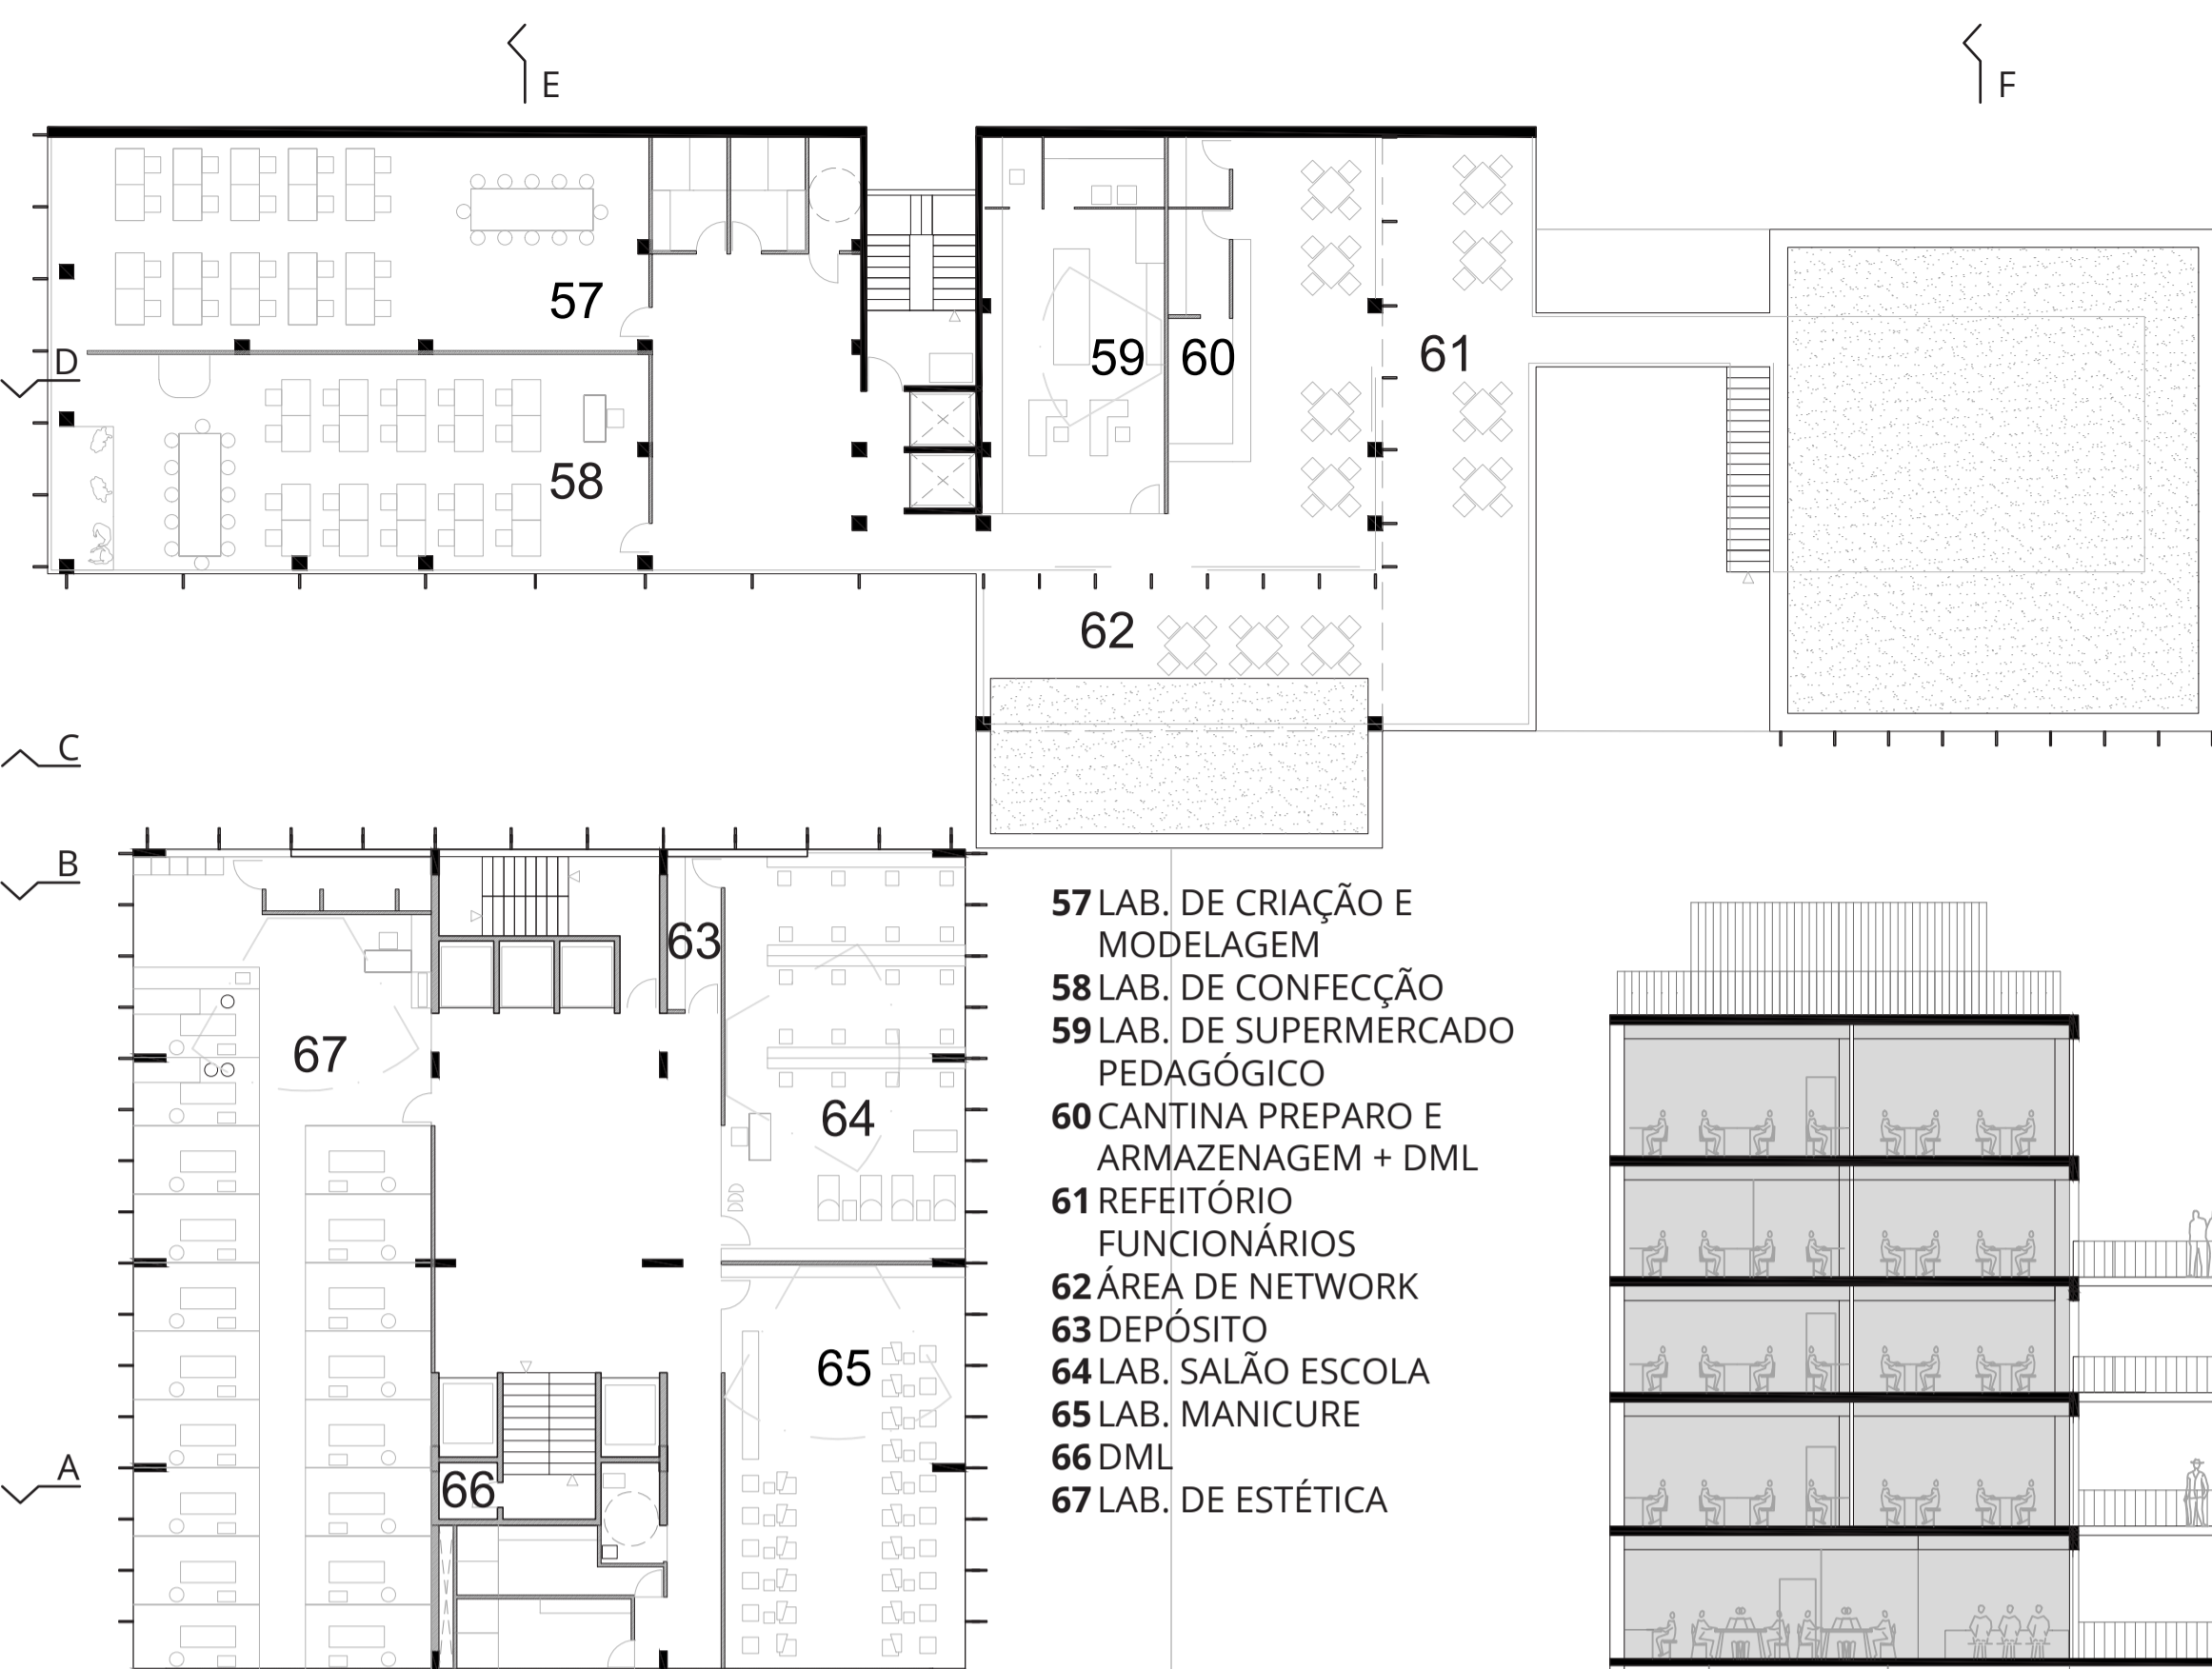 E
F
57
59
60
61
D
58
62
C
B
63
67
64
65
A
66
57 LAB. DE CRIAÇÃO E
MODELAGEM
58 LAB. DE CONFECÇÃO
59 LAB. DE SUPERMERCADO
PEDAGÓGICO
60 CANTINA PREPARO E
ARMAZENAGEM + DML
61 REFEITÓRIO
FUNCIONÁRIOS
62 ÁREA DE NETWORK
63 DEPÓSITO
64 LAB. SALÃO ESCOLA
65 LAB. MANICURE
66 DML
67 LAB. DE ESTÉTICA